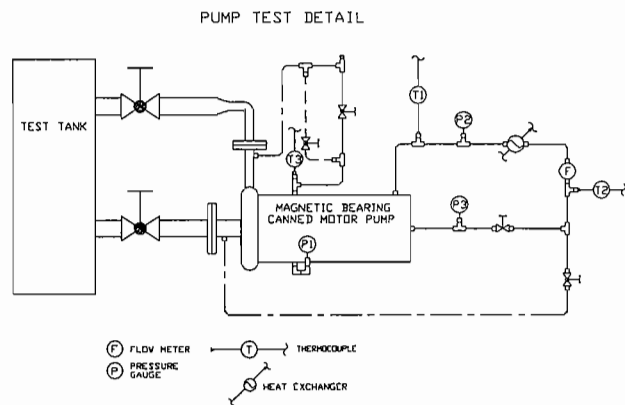 PUMP TEST DETAIL
TEST TANK
T1
P2
T3
F
T2
MAGNETIC BEARING
CANNED MOTOR PUMP
P3
P1
F FLOW METER
T THERMOCOUPLE
P PRESSURE
GAUGE
HEAT EXCHANGER